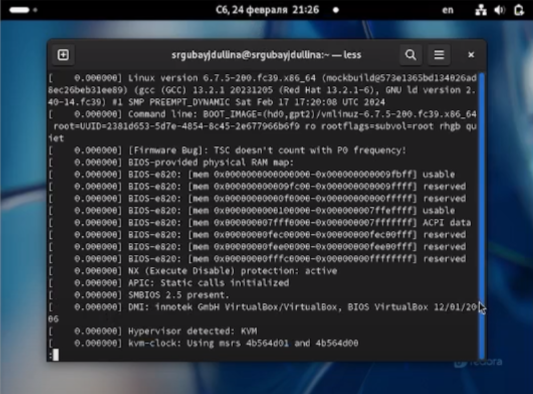 Сб, 24 февраля 21:26
en
srgubayjdullina@srgubayjdullina:~ — less
[    0.000000] Linux version 6.7.5-200.fc39.x86_64 (mockbuild@573e1365bd134026ad
8ec26beb31ee89) (gcc (GCC) 13.2.1 20231205 (Red Hat 13.2.1-6), GNU ld version 2.
40-14.fc39) #1 SMP PREEMPT_DYNAMIC Sat Feb 17 17:20:08 UTC 2024
[    0.000000] Command line: BOOT_IMAGE=(hd0,gpt2)/vmlinuz-6.7.5-200.fc39.x86_64
root=UUID=2381d653-5d7e-4854-8c45-2e677966b6f9 ro rootflags=subvol=root rhgb qu
iet
[    0.000000] [Firmware Bug]: TSC doesn't count with P0 frequency!
[    0.000000] BIOS-provided physical RAM map:
[    0.000000] BIOS-e820: [mem 0x0000000000000000-0x000000000009fbff] usable
[    0.000000] BIOS-e820: [mem 0x000000000009fc00-0x000000000009ffff] reserved
[    0.000000] BIOS-e820: [mem 0x00000000000f0000-0x00000000000fffff] reserved
[    0.000000] BIOS-e820: [mem 0x0000000000100000-0x000000007ffeffff] usable
[    0.000000] BIOS-e820: [mem 0x000000007fff0000-0x000000007fffffff] ACPI data
[    0.000000] BIOS-e820: [mem 0x00000000fec00000-0x00000000fec00fff] reserved
[    0.000000] BIOS-e820: [mem 0x00000000fee00000-0x00000000fee00fff] reserved
[    0.000000] BIOS-e820: [mem 0x00000000fffc0000-0x00000000ffffffff] reserved
[    0.000000] NX (Execute Disable) protection: active
[    0.000000] APIC: Static calls initialized
[    0.000000] SMBIOS 2.5 present.
[    0.000000] DMI: innotek GmbH VirtualBox/VirtualBox, BIOS VirtualBox 12/01/20
06
[    0.000000] Hypervisor detected: KVM
[    0.000000] kvm-clock: Using msrs 4b564d01 and 4b564d00
:
fedora